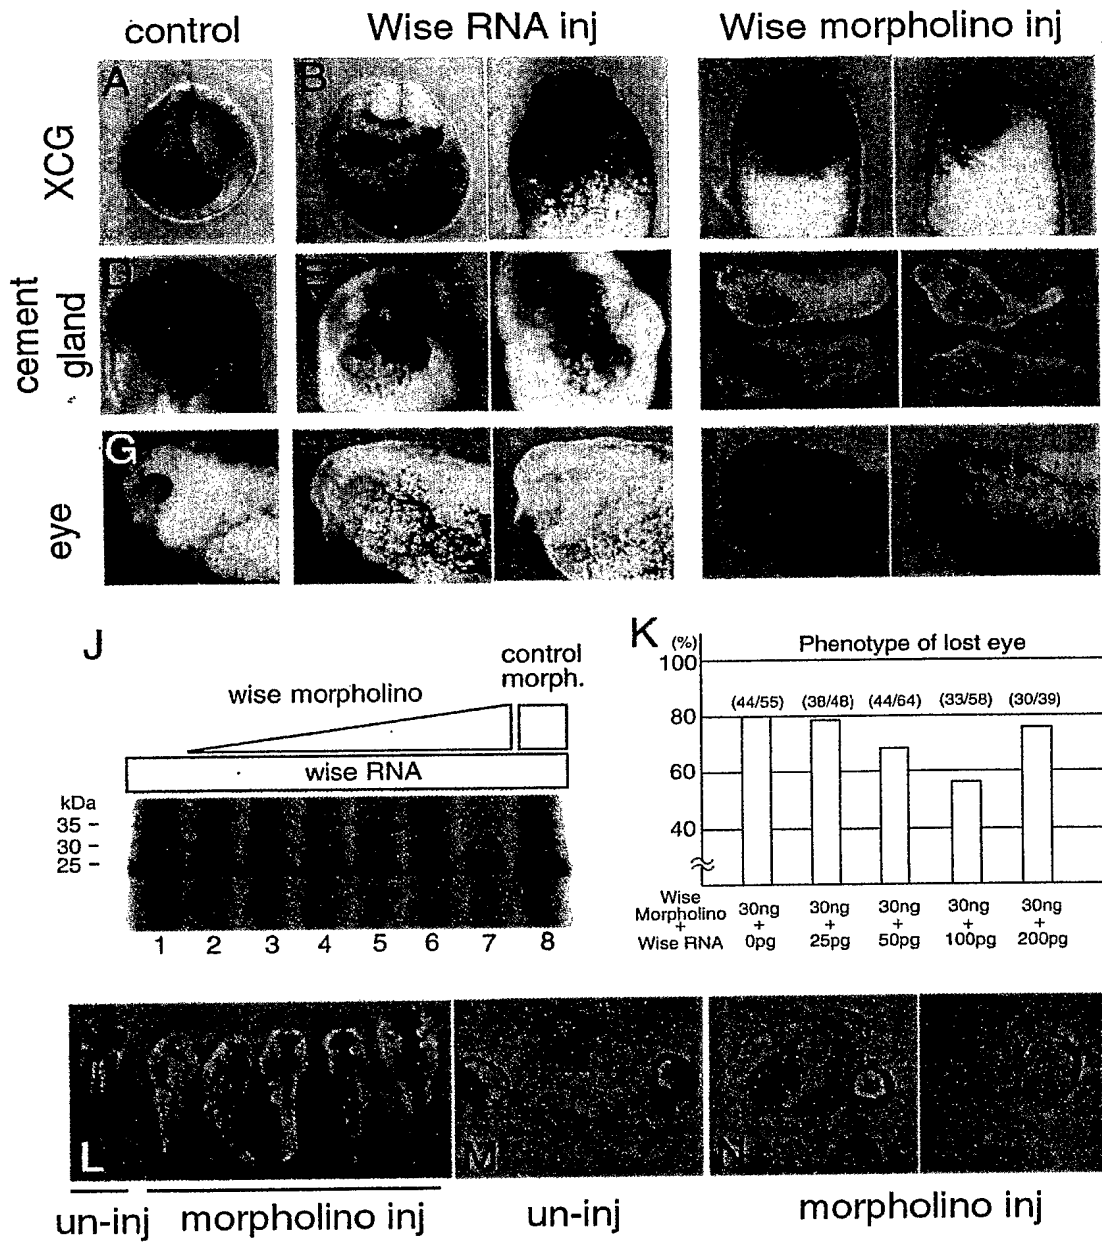 control
Wise RNA inj
Wise morpholino inj
XCG
A
B
cement
gland
D
E
eye
G
J
wise morpholino
control
morph.
wise RNA
kDa
35 -
30 -
25 -
1 2 3 4 5 6 7 8
K
(%)
Phenotype of lost eye
100
80
60
40
(44/55) (38/48) (44/64) (33/58) (30/39)
Wise
Morpholino
+
Wise RNA
30ng
+
0pg
30ng
+
25pg
30ng
+
50pg
30ng
+
100pg
30ng
+
200pg
L
M
N
un-inj
morpholino inj
un-inj
morpholino inj